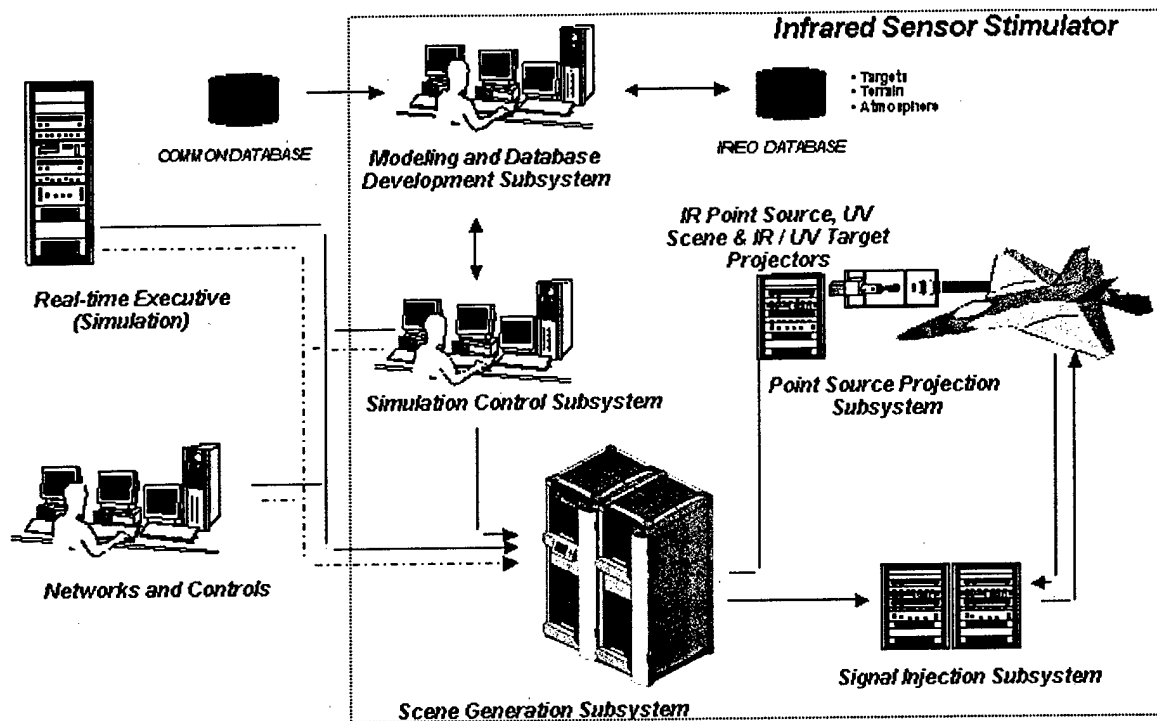 Infrared Sensor Stimulator
• Targets
• Terrain
• Atmosphere
COMMON DATABASE
IREO DATABASE
Modeling and Database
Development Subsystem
IR Point Source, UV
Scene & IR / UV Target
Projectors
Real-time Executive
(Simulation)
Simulation Control Subsystem
Point Source Projection
Subsystem
Networks and Controls
Signal Injection Subsystem
Scene Generation Subsystem